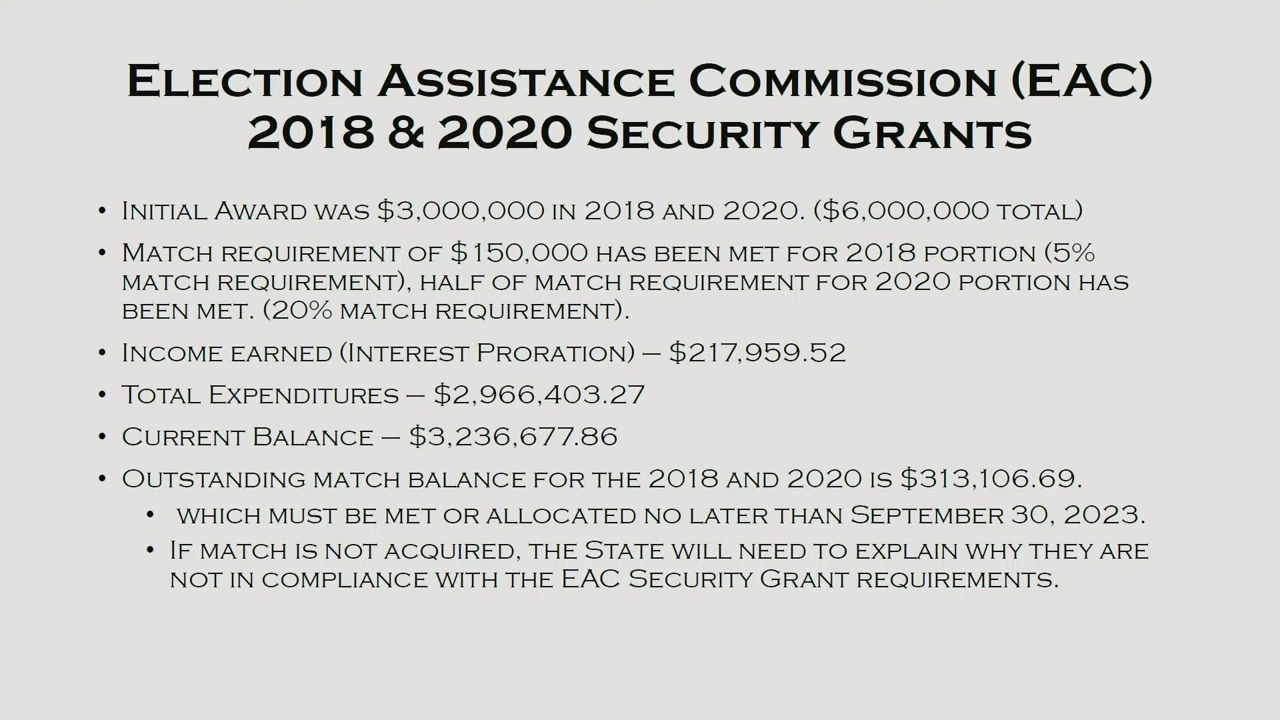 Election Assistance Commission (EAC)
2018 & 2020 Security Grants
• Initial Award was $3,000,000 in 2018 and 2020. ($6,000,000 total)
• Match requirement of $150,000 has been met for 2018 portion (5%
match requirement), half of match requirement for 2020 portion has
been met. (20% match requirement).
• Income earned (Interest Proration) – $217,959.52
• Total Expenditures – $2,966,403.27
• Current Balance – $3,236,677.86
• Outstanding match balance for the 2018 and 2020 is $313,106.69.
• which must be met or allocated no later than September 30, 2023.
• If match is not acquired, the State will need to explain why they are
not in compliance with the EAC Security Grant requirements.